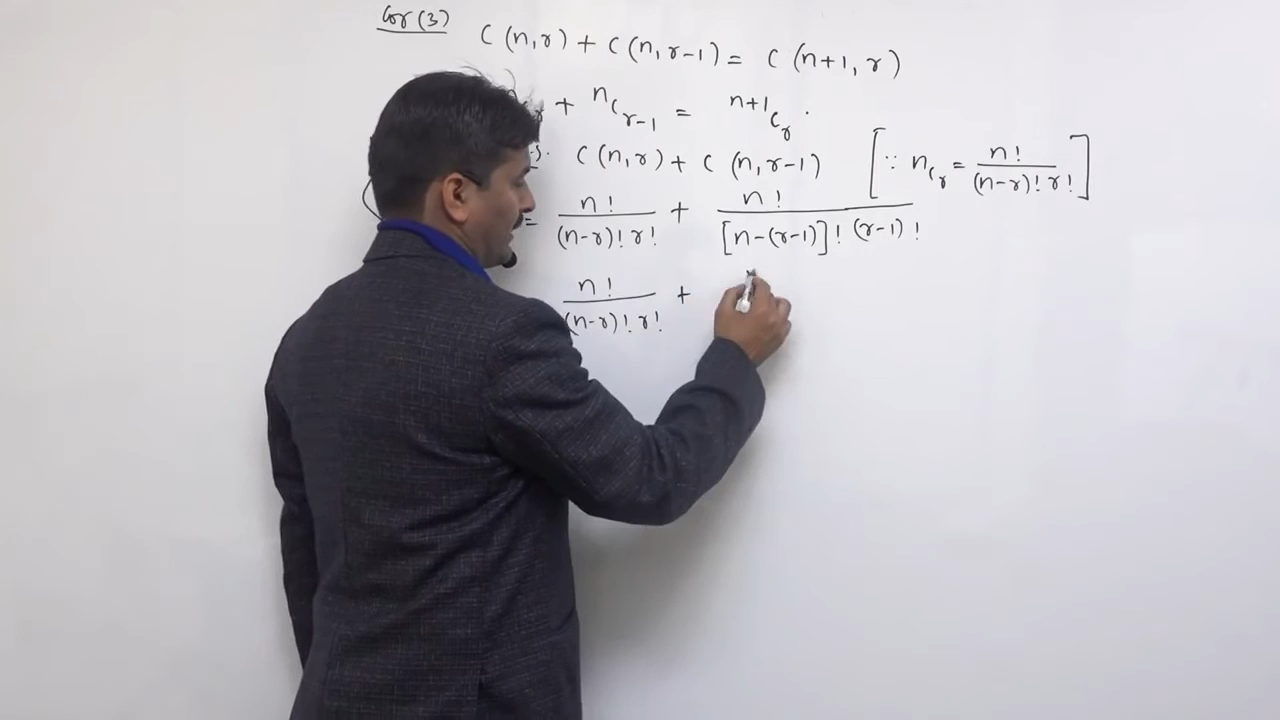 Cor (3) C (n, r) + C (n, r-1) = C (n+1, r)
+ ⁿC_{r-1} = ⁿ⁺¹C_r .
C (n, r) + C (n, r-1) [∵ ⁿC_r = n! / (n-r)! r!]
= n! / (n-r)! r! + n! / [n-(r-1)]! (r-1)!
n! / (n-r)! r! +